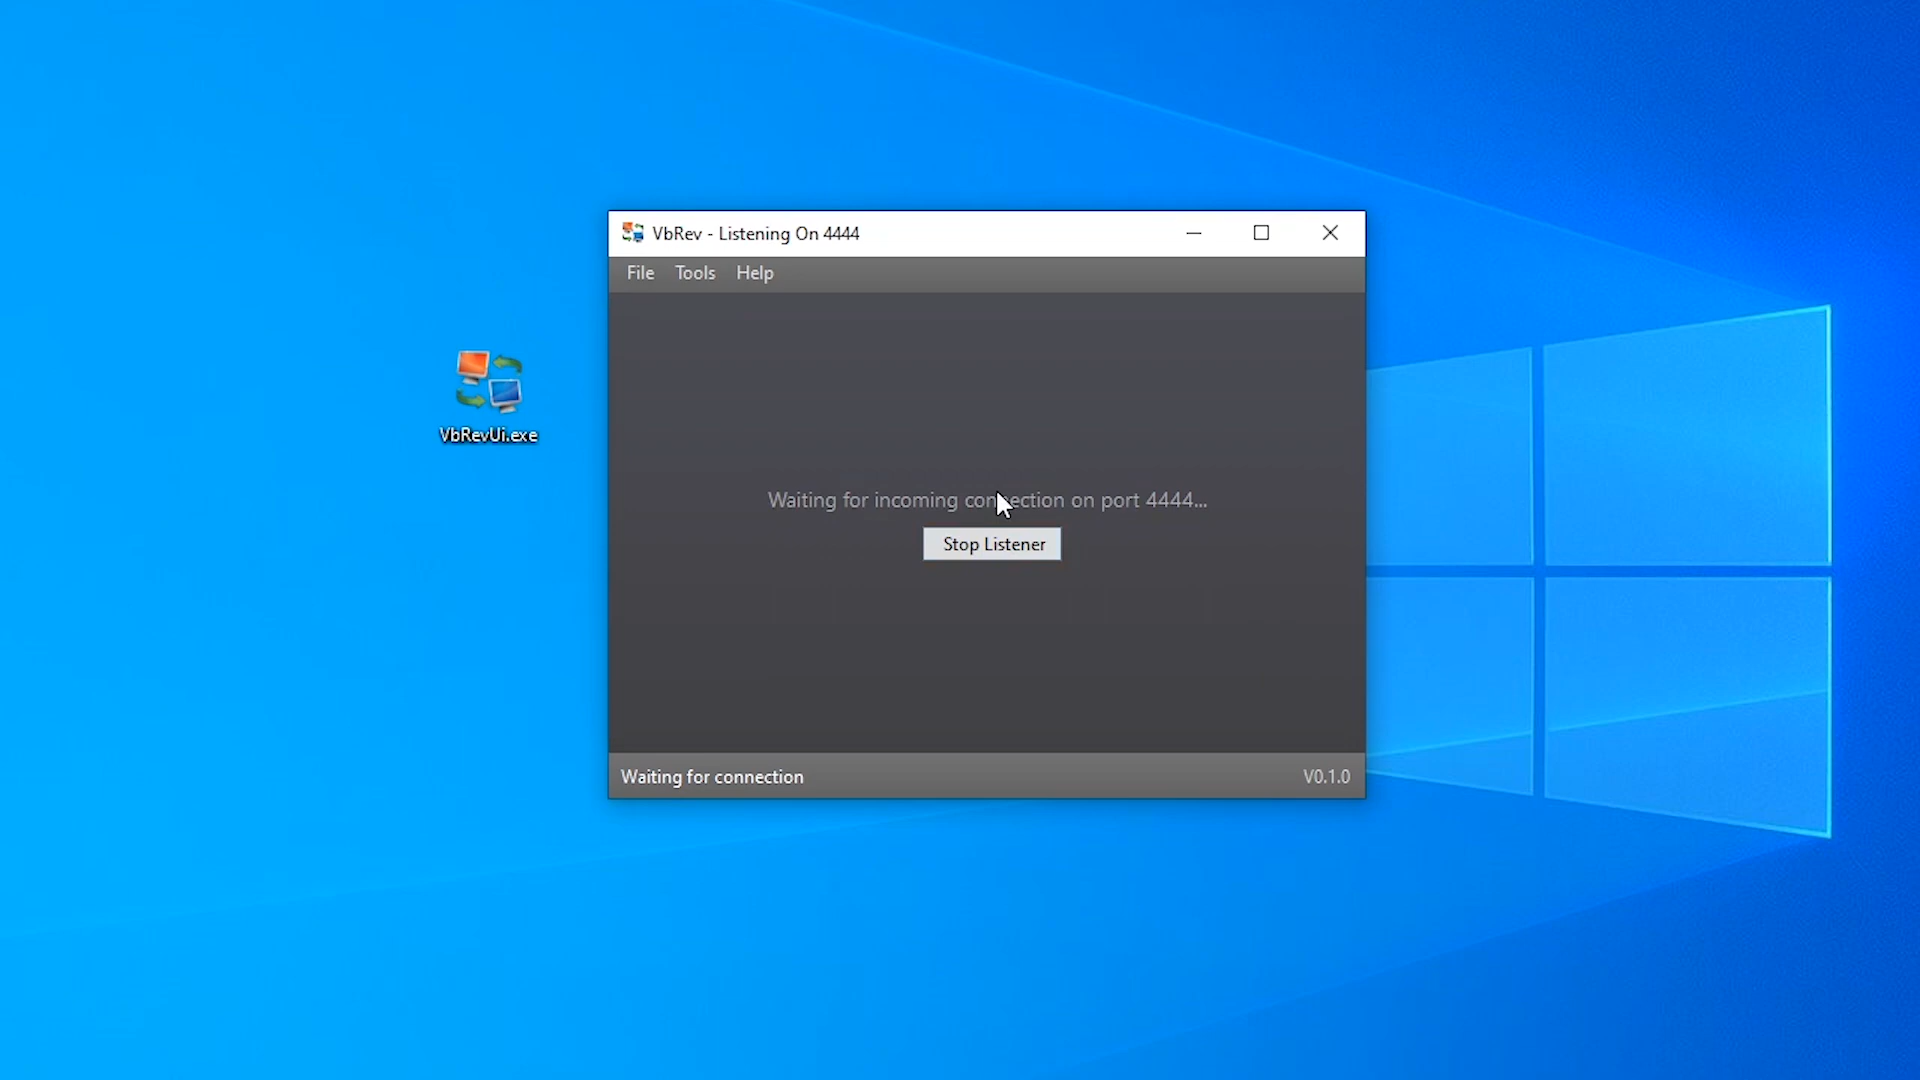 VbRev - Listening On 4444
File Tools Help
VbRevUi.exe
Waiting for incoming connection on port 4444...
Stop Listener
Waiting for connection V0.1.0